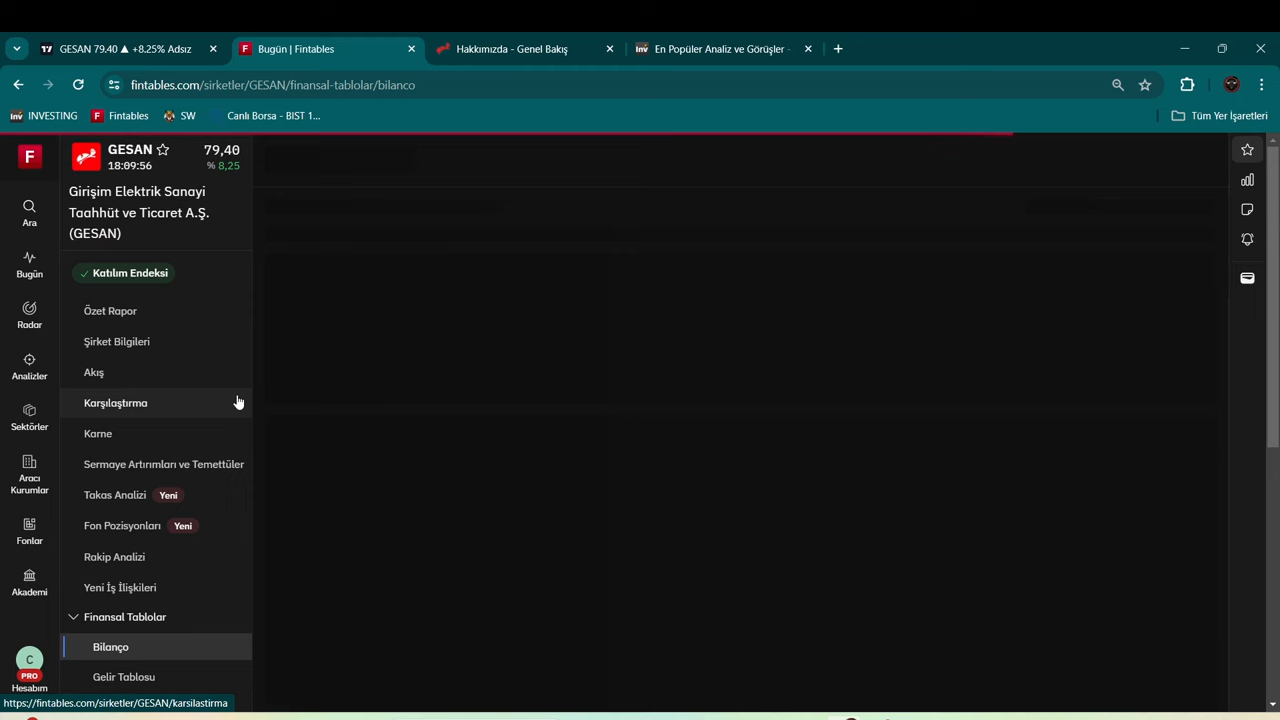 GESAN 79.40 ▲ +8.25% Adsız
Bugün | Fintables
Hakkımızda - Genel Bakış
Inv
En Popüler Analiz ve Görüşler -
fintables.com/sirketler/GESAN/finansal-tablolar/bilanco
Inv
INVESTING
F
Fintables
SW
Canlı Borsa - BIST 1...
Tüm Yer İşaretleri
F
GESAN
79,40
18:09:56
% 8,25
Girişim Elektrik Sanayi
Taahhüt ve Ticaret A.Ş.
(GESAN)
Katılım Endeksi
Ara
Bugün
Radar
Analizler
Sektörler
Aracı
Kurumlar
Fonlar
Akademi
C
PRO
Hesabım
Özet Rapor
Şirket Bilgileri
Akış
Karşılaştırma
Karne
Sermaye Artırımları ve Temettüler
Takas Analizi Yeni
Fon Pozisyonları Yeni
Rakip Analizi
Yeni İş İlişkileri
Finansal Tablolar
Bilanço
Gelir Tablosu
https://fintables.com/sirketler/GESAN/karsilastirma